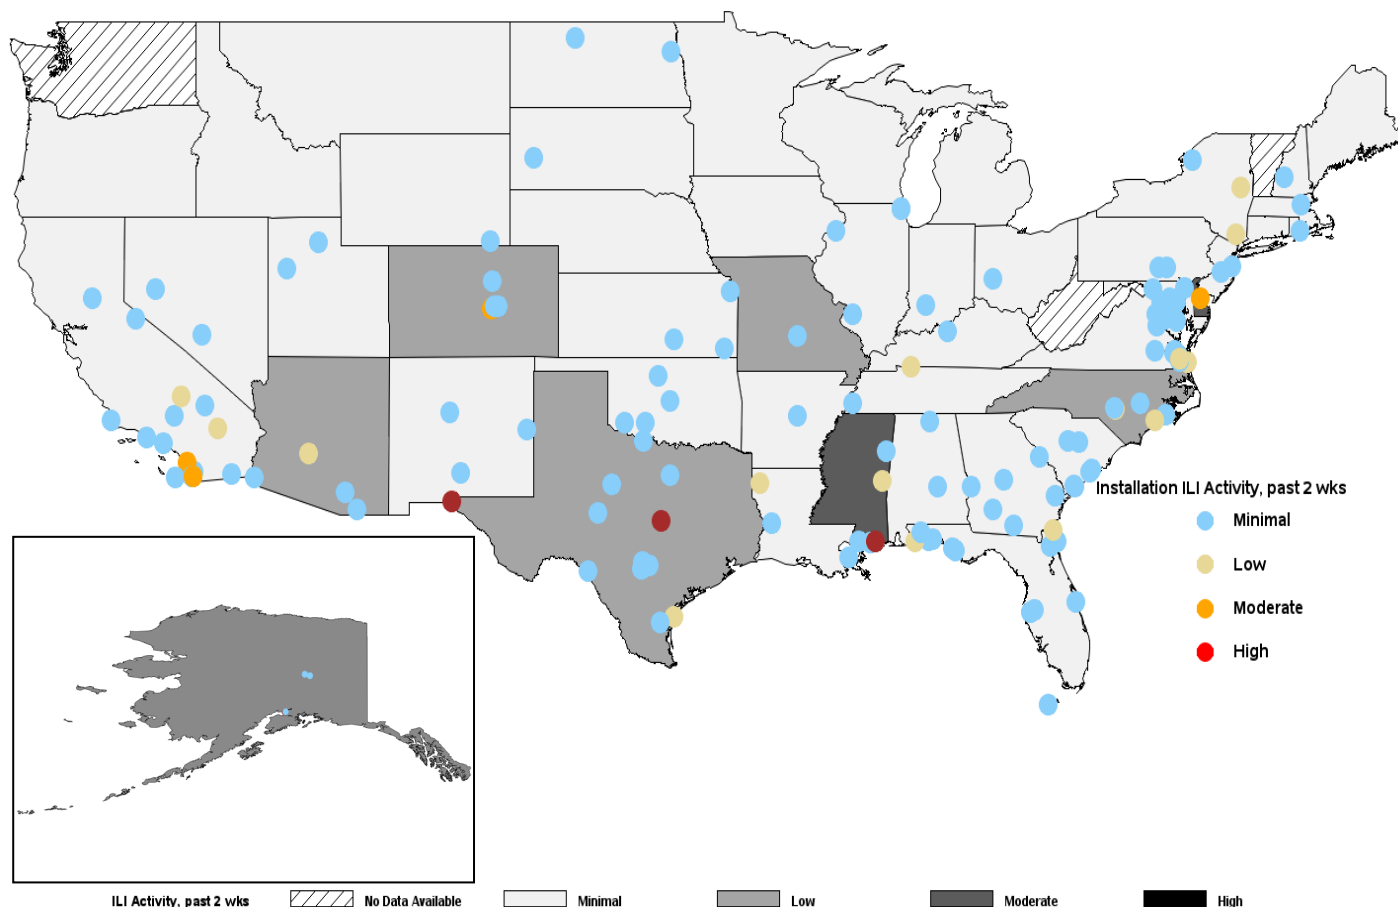 Installation ILI Activity, past 2 wks
Minimal
Low
Moderate
High
ILI Activity, past 2 wks No Data Available Minimal Low Moderate High